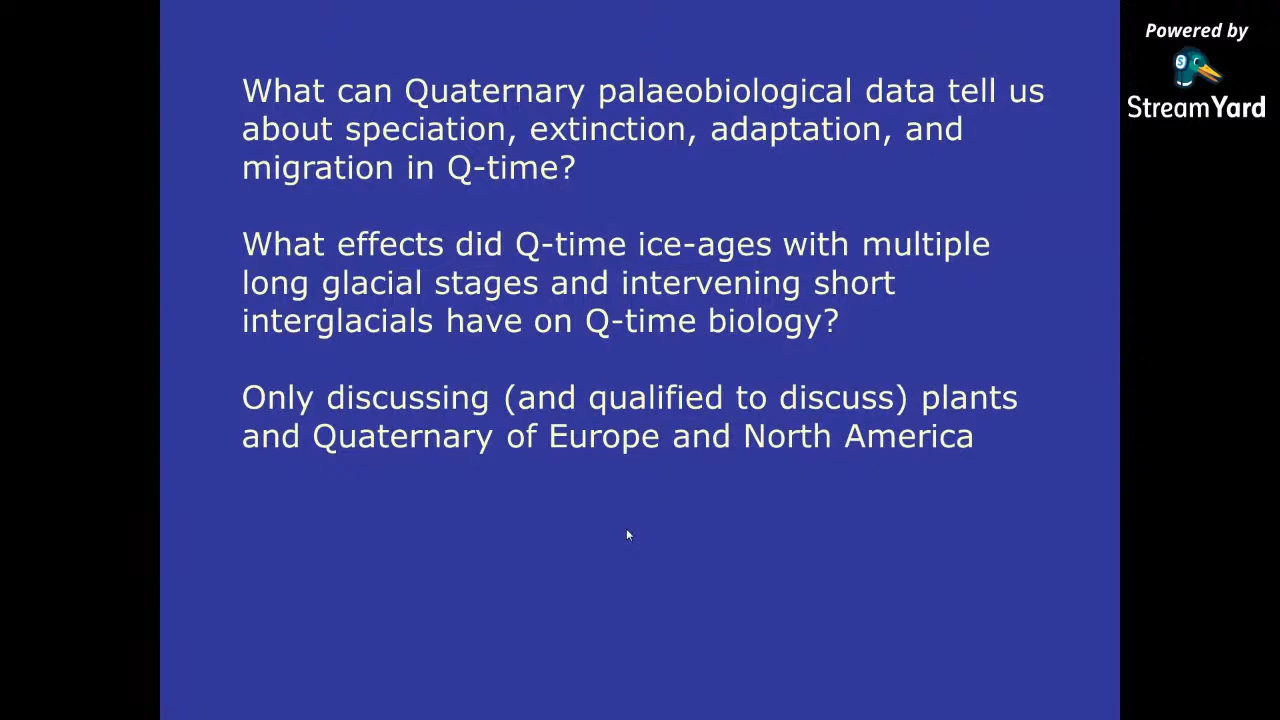 What can Quaternary palaeobiological data tell us
about speciation, extinction, adaptation, and
migration in Q-time?
What effects did Q-time ice-ages with multiple
long glacial stages and intervening short
interglacials have on Q-time biology?
Only discussing (and qualified to discuss) plants
and Quaternary of Europe and North America
Powered by
S
StreamYard